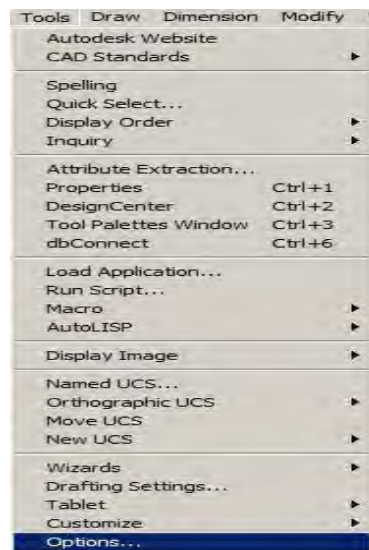 Tools Draw Dimension Modify
Autodesk Website
CAD Standards
Spelling
Quick Select...
Display Order
Inquiry
Attribute Extraction...
Properties Ctrl+1
DesignCenter Ctrl+2
Tool Palettes Window Ctrl+3
dbConnect Ctrl+6
Load Application...
Run Script...
Macro
AutoLISP
Display Image
Named UCS...
Orthographic UCS
Move UCS
New UCS
Wizards
Drafting Settings...
Tablet
Customize
Options...